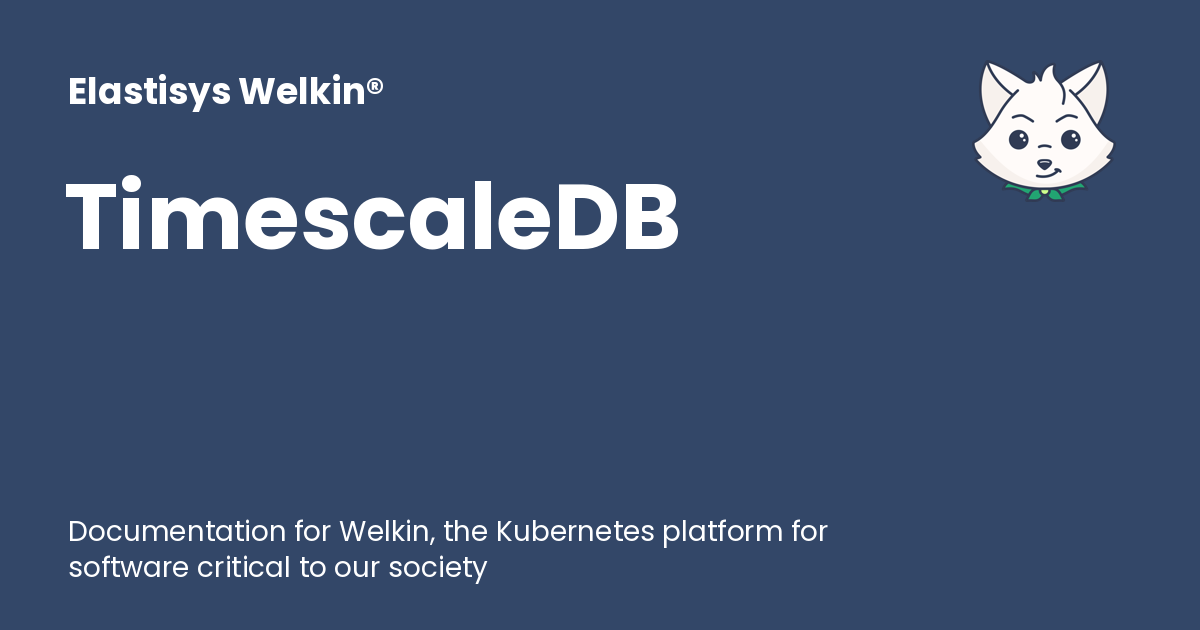 Elastisys Welkin®
TimescaleDB
Documentation for Welkin, the Kubernetes platform for
software critical to our society